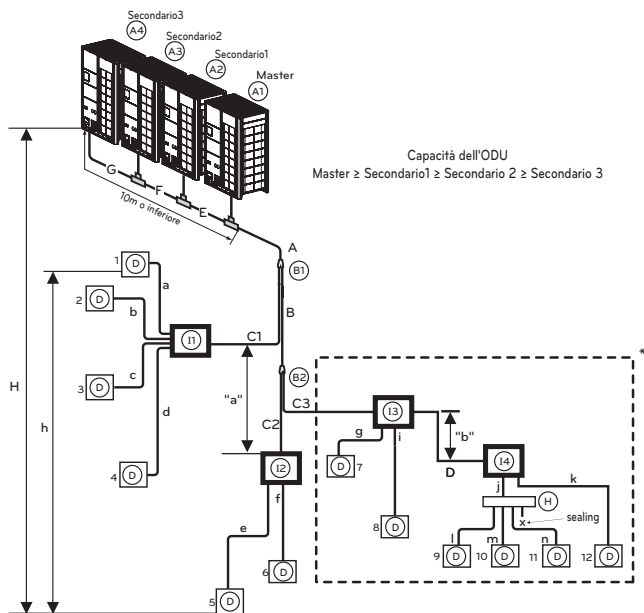 Secondario3
A4
Secondario2
A3
Secondario1
A2
Master
A1
Capacità dell'ODU
Master ≥ Secondario1 ≥ Secondario 2 ≥ Secondario 3
G
F
E
10m o inferiore
A
B1
1 D
a
2 D
b
B
I1
C1
*
H
h
3 D
c
d
"a"
B2
C3
I3
C2
g
i
"b"
4 D
I2
D 7
D
I4
k
f
j
H
e
8 D
x
sealing
l
m
n
6 D
9 D
10 D
11 D
12 D
5 D